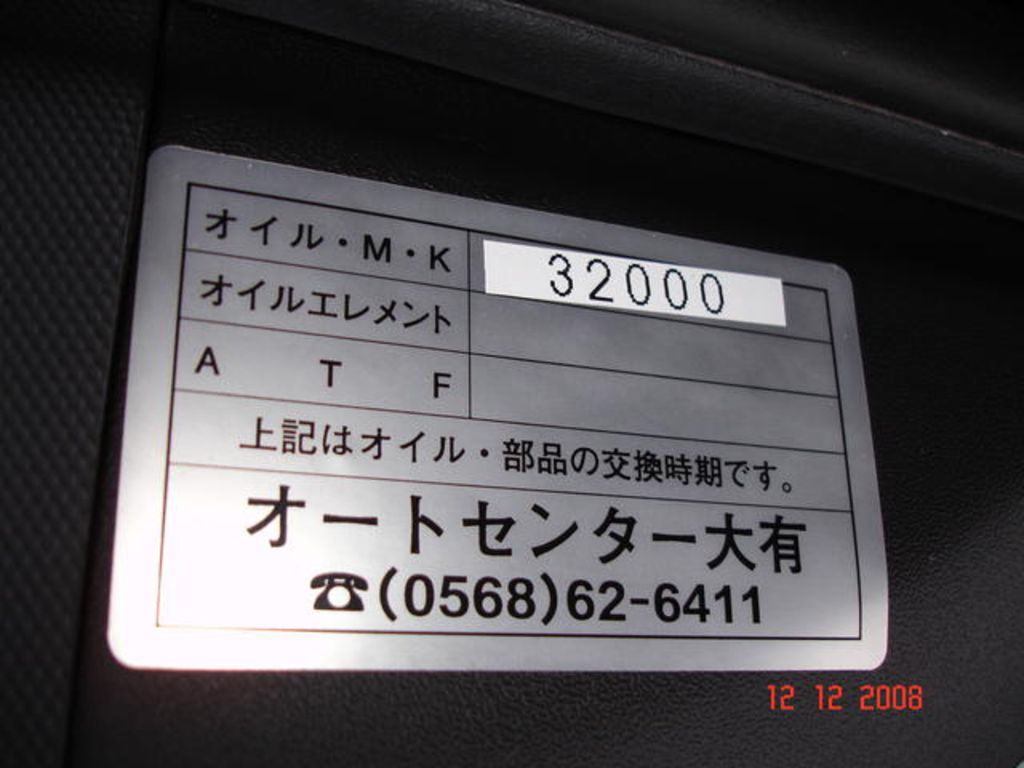 オイル・M・K 32000
オイルエレメント
A T F
上記はオイル・部品の交換時期です。
オートセンター大有
☎(0568)62-6411
12 12 2008